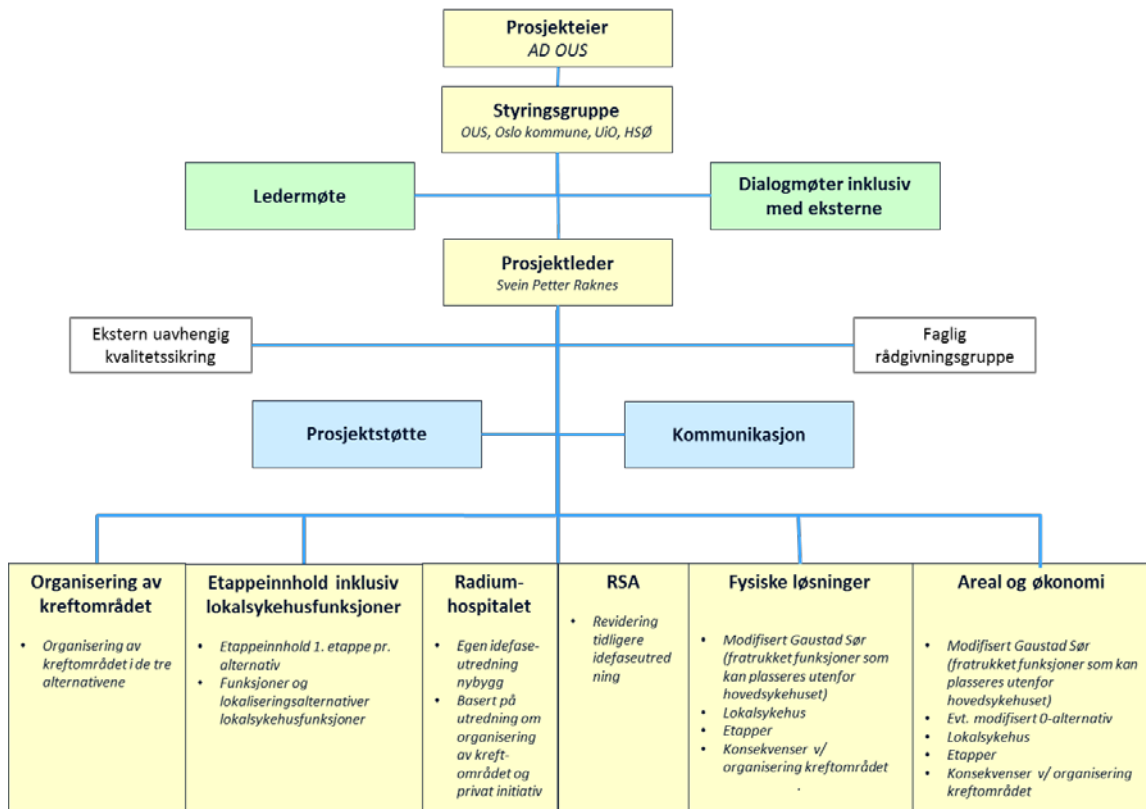 Prosjekteier
AD OUS
Styringsgruppe
OUS, Oslo kommune, UiO, HSØ
Ledermøte
Dialogmøter inklusiv
med eksterne
Prosjektleder
Svein Petter Raknes
Ekstern uavhengig
kvalitetssikring
Faglig
rådgivningsgruppe
Prosjektstøtte
Kommunikasjon
Organisering av
kreftområdet
• Organisering av
kreftområdet i de tre
alternativene
Etappeinnhold inklusiv
lokalsykehusfunksjoner
• Etappeinnhold 1. etappe pr.
alternativ
• Funksjoner og
lokaliseringsalternativer
lokalsykehusfunksjoner
Radium-
hospitalet
• Egen idefase-
utredning
nybygg
• Basert på
utredning om
organisering
av kreft-
området og
privat initiativ
RSA
• Revidering
tidligere
idefaseutred
ning
Fysiske løsninger
• Modifisert Gaustad Sør
(fratrukket funksjoner som
kan plasseres utenfor
hovedsykehuset)
• Lokalsykehus
• Etapper
• Konsekvenser v/
organisering kreftområdet
.
Areal og økonomi
• Modifisert Gaustad Sør
(fratrukket funksjoner som kan
plasseres utenfor
hovedsykehuset)
• Evt. modifisert 0-alternativ
• Lokalsykehus
• Etapper
• Konsekvenser v/ organisering
kreftområdet